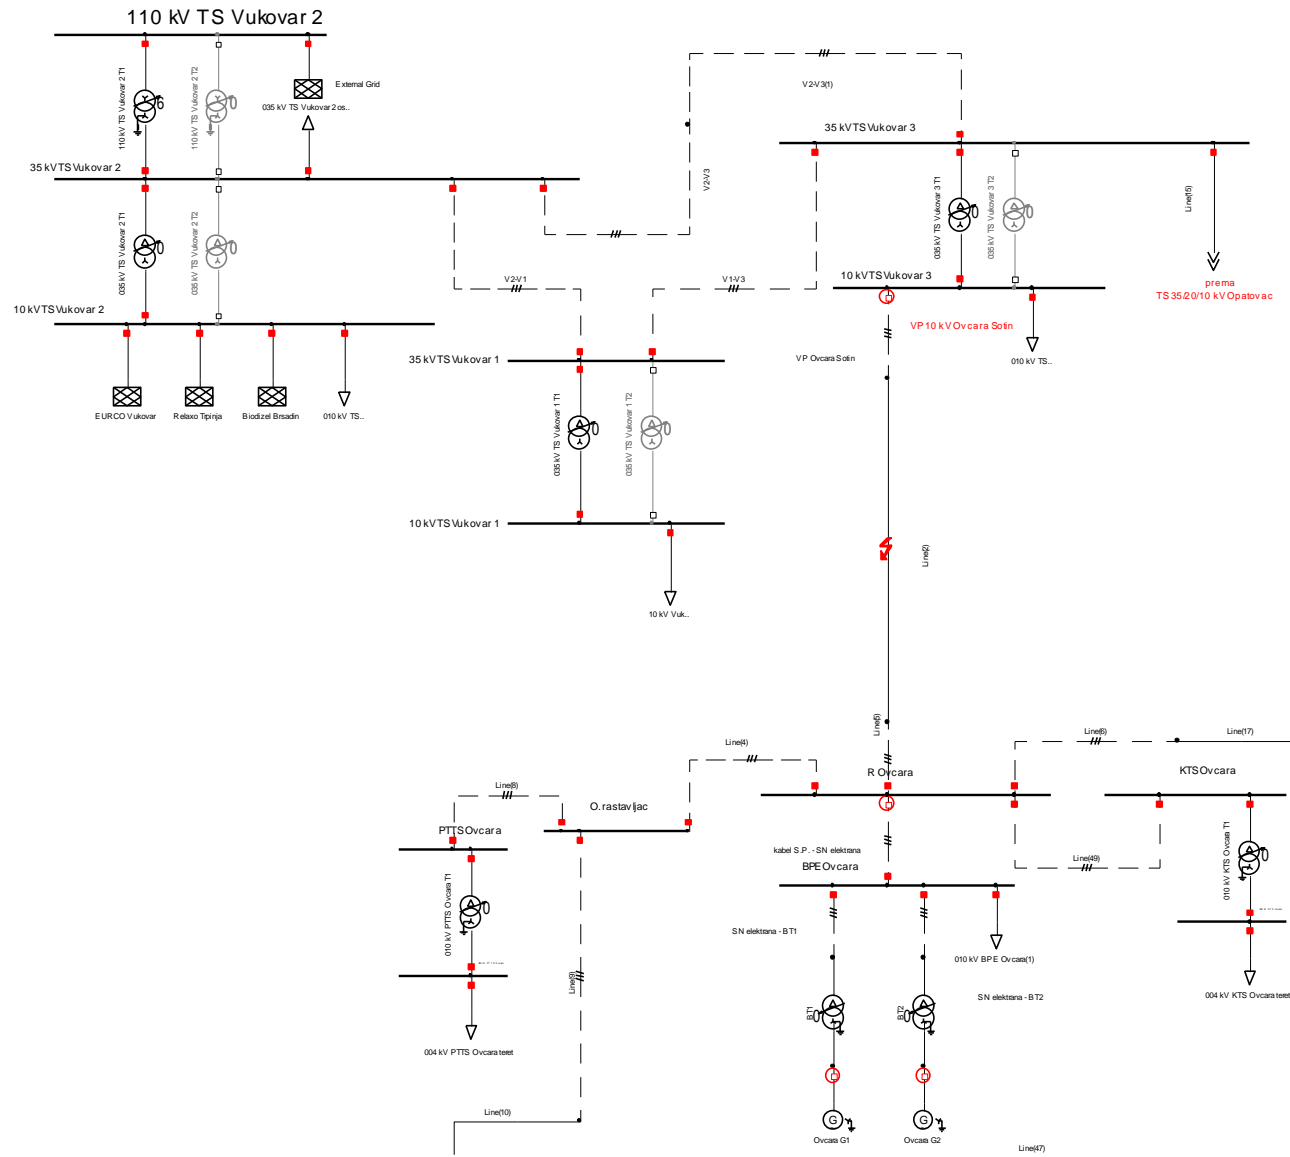 110 kV TS Vukovar 2
External Grid
035 kV TS Vukovar 2 os..
110 kV TS Vukovar 2 T1
110 kV TS Vukovar 2 T2
V2-V3(1)
35 kV TS Vukovar 3
35 kV TS Vukovar 2
V2-V3
035 kV TS Vukovar 3 T1
035 kV TS Vukovar 3 T2
Line(15)
035 kV TS Vukovar 2 T1
035 kV TS Vukovar 2 T2
V2-V1
V1-V3
10 kV TS Vukovar 3
prema
TS 35/20/10 kV Opatovac
10 kV TS Vukovar 2
VP 10 kV Ovcara Sotin
VP Ovcara Sotin
010 kV TS..
35 kV TS Vukovar 1
EURCO Vukovar
Relaxo Trpinja
Biodizel Brsadin
010 kV TS..
035 kV TS Vukovar 1 T1
035 kV TS Vukovar 1 T2
10 kV TS Vukovar 1
Line(2)
10 kV Vuk..
Line(5)
Line(4)
Line(6)
Line(17)
R Ovcara
KTS Ovcara
Line(8)
O. rastavljac
PTTS Ovcara
010 kV KTS Ovcara T1
kabel S.P. - SN elektrana
Line(49)
BPE Ovcara
010 kV PTTS Ovcara T1
SN elektrana - BT1
010 kV BPE Ovcara(1)
Line(9)
SN elektrana - BT2
004 kV KTS Ovcara teret
BT1
BT2
004 kV PTTS Ovcara teret
Line(10)
G
G
Ovcara G1
Ovcara G2
Line(47)